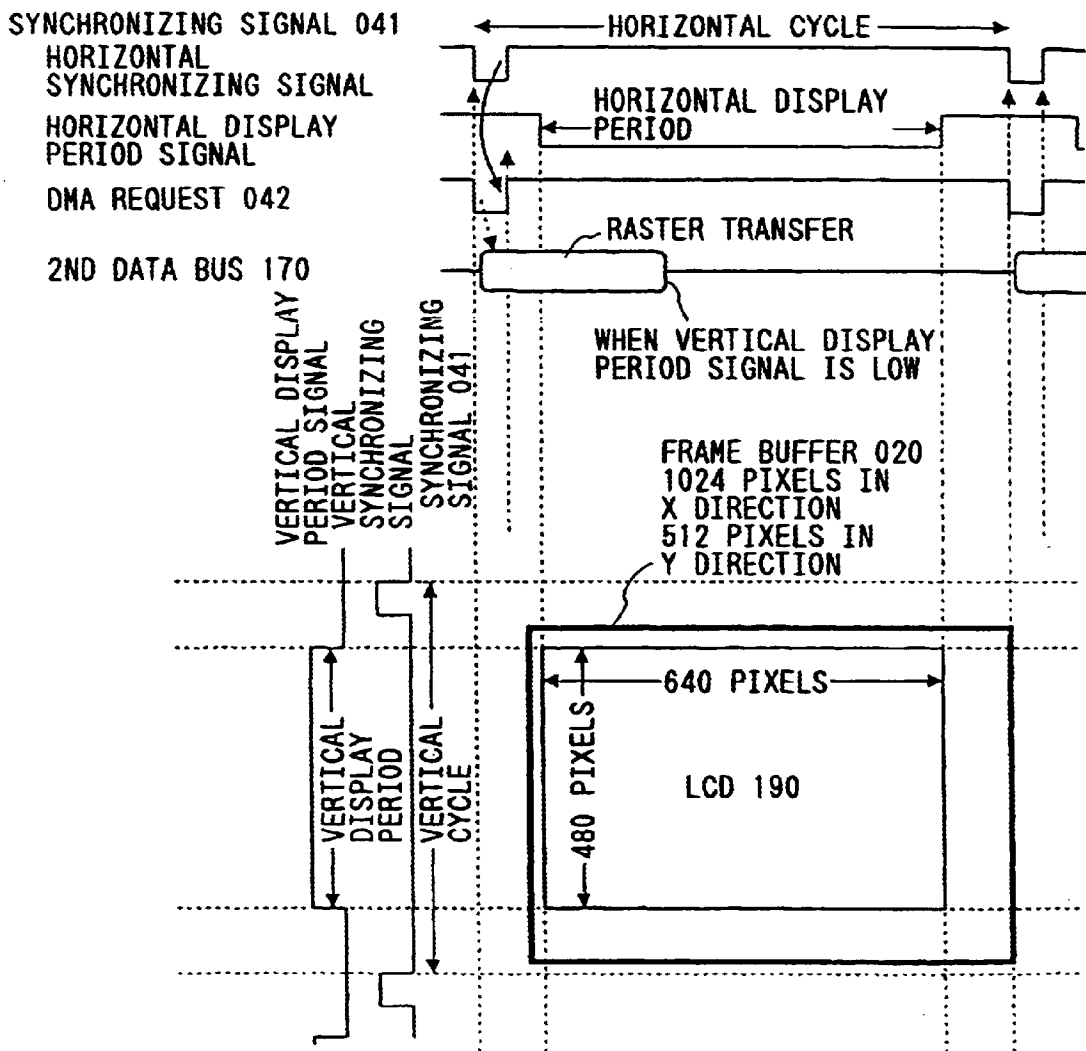 SYNCHRONIZING SIGNAL 041
HORIZONTAL
SYNCHRONIZING SIGNAL
HORIZONTAL DISPLAY
PERIOD SIGNAL
DMA REQUEST 042
2ND DATA BUS 170
HORIZONTAL CYCLE
HORIZONTAL DISPLAY
PERIOD
RASTER TRANSFER
WHEN VERTICAL DISPLAY
PERIOD SIGNAL IS LOW
VERTICAL DISPLAY
PERIOD SIGNAL
VERTICAL
SYNCHRONIZING
SIGNAL
SYNCHRONIZING
SIGNAL 041
FRAME BUFFER 020
1024 PIXELS IN
X DIRECTION
512 PIXELS IN
Y DIRECTION
VERTICAL
DISPLAY
PERIOD
VERTICAL
CYCLE
640 PIXELS
480 PIXELS
LCD 190